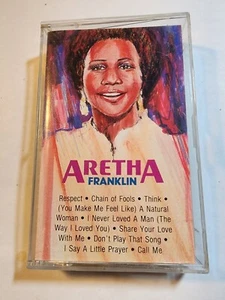 ARETHA
FRANKLIN
Respect • Chain of Fools • Think •
(You Make Me Feel Like) A Natural
Woman • I Never Loved A Man (The
Way I Loved You) • Share Your Love
With Me • Don't Play That Song •
I Say A Little Prayer • Call Me